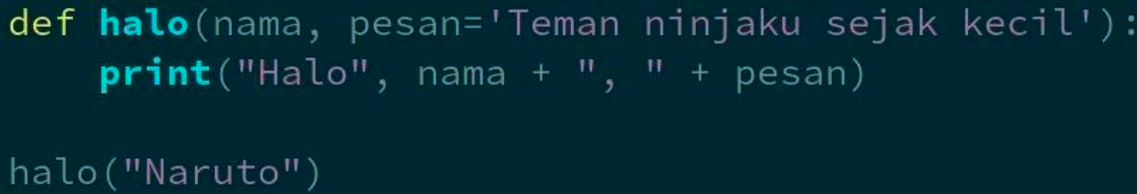 def halo(nama, pesan='Teman ninjaku sejak kecil'):
    print("Halo", nama + ", " + pesan)
halo("Naruto")